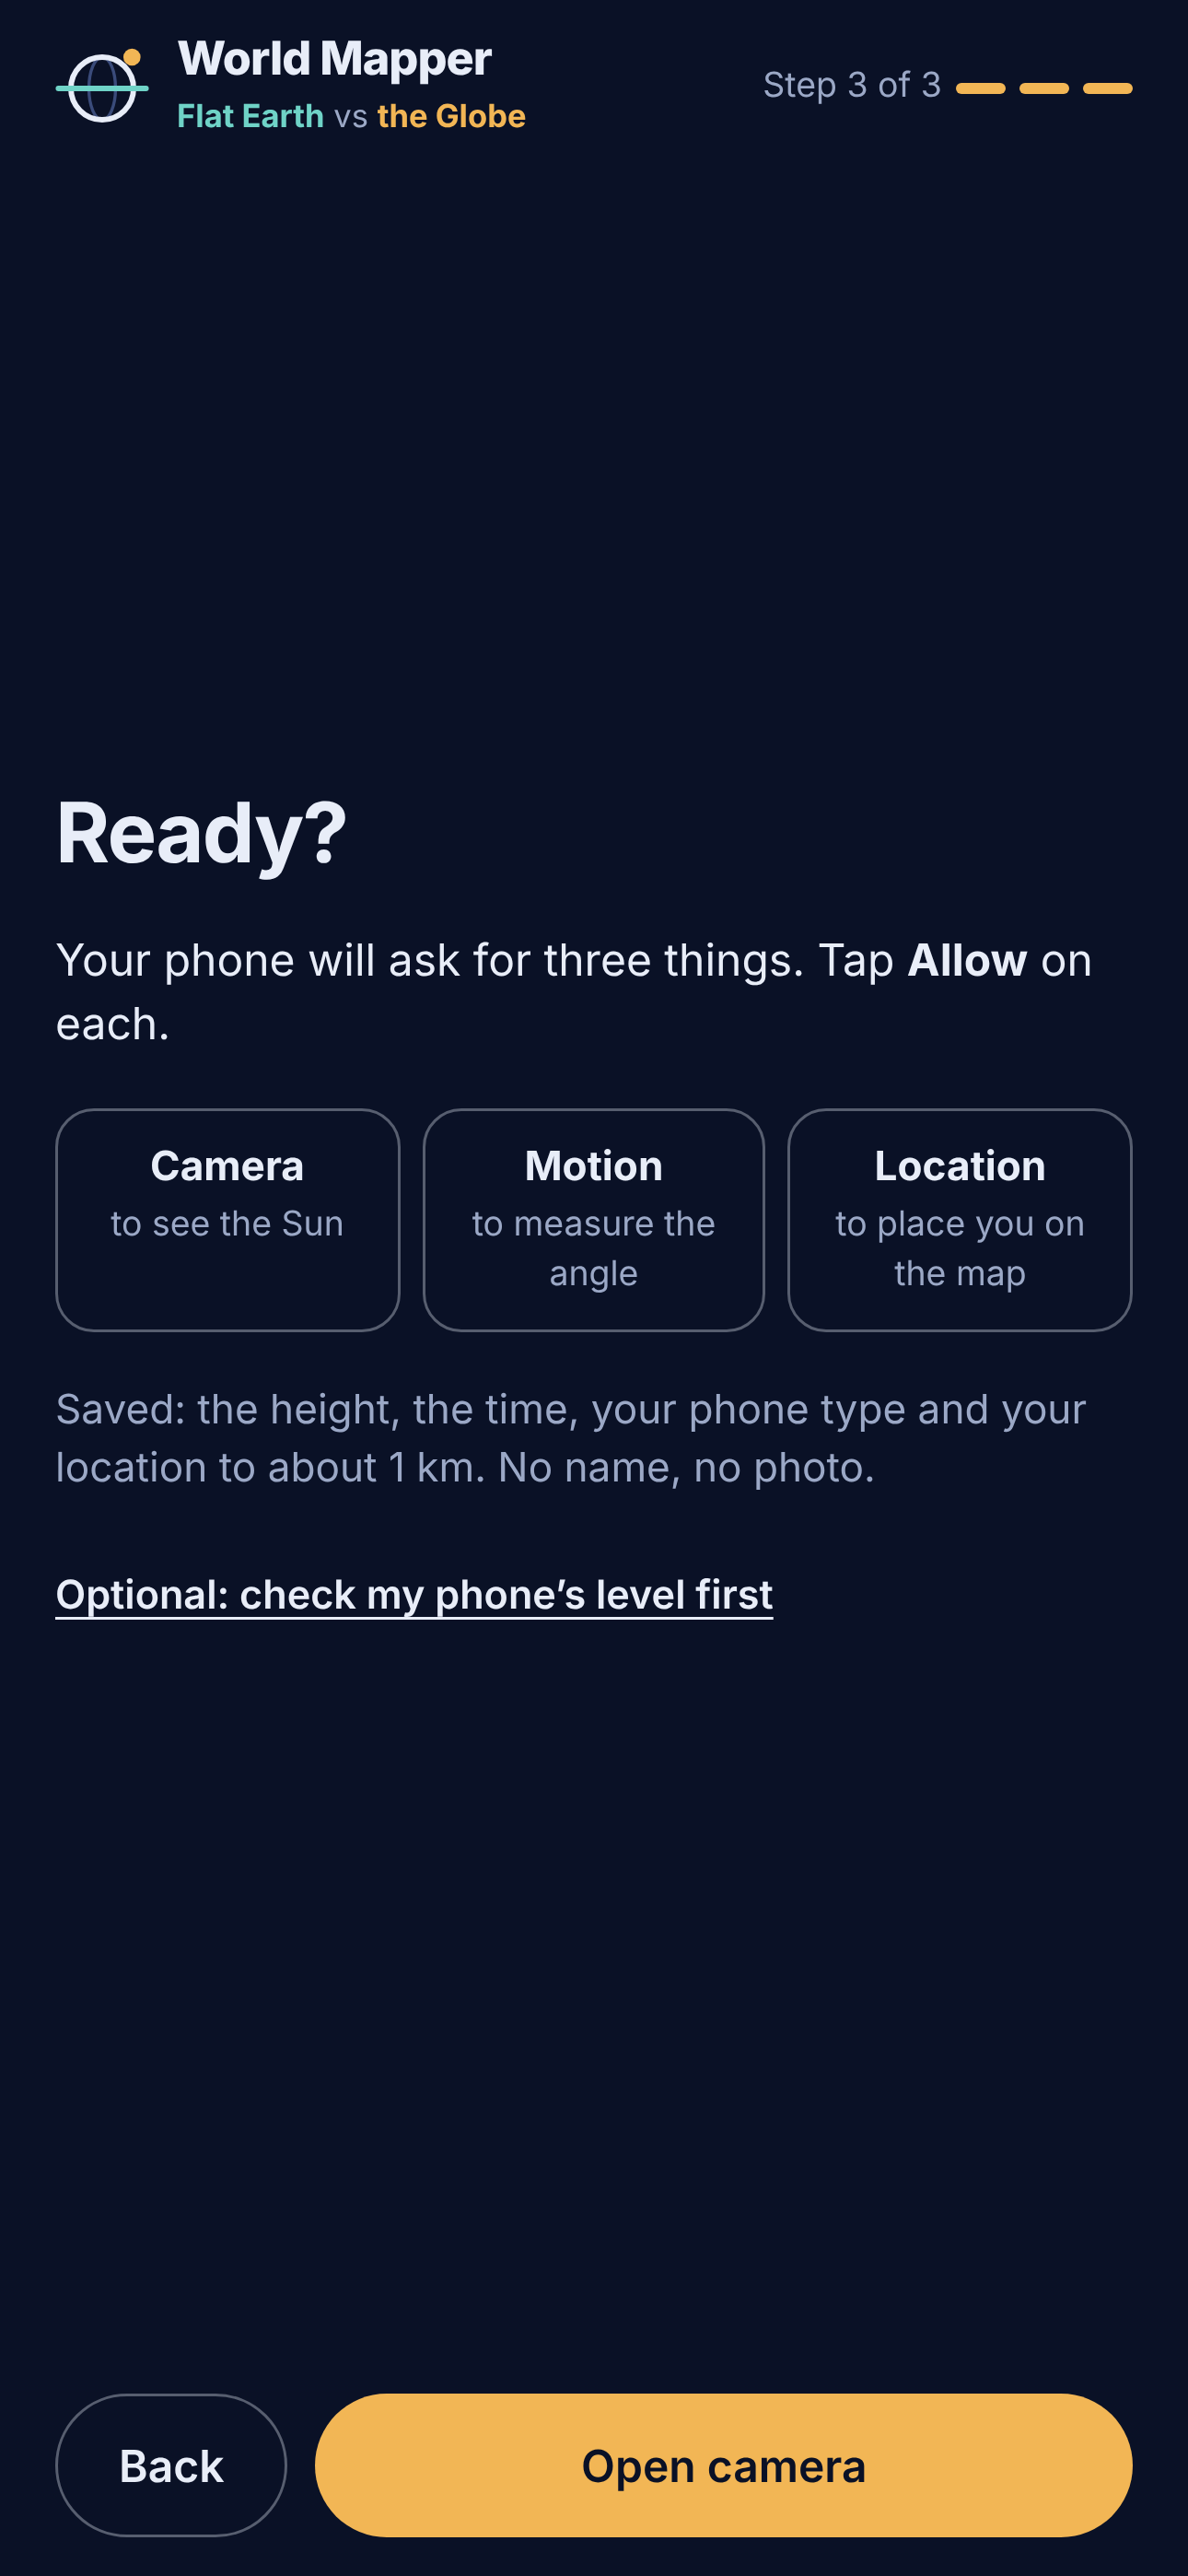 World Mapper
Flat Earth vs the Globe
Step 3 of 3
Ready?
Your phone will ask for three things. Tap Allow on
each.
Camera
to see the Sun
Motion
to measure the
angle
Location
to place you on
the map
Saved: the height, the time, your phone type and your
location to about 1 km. No name, no photo.
Optional: check my phone’s level first
Back
Open camera